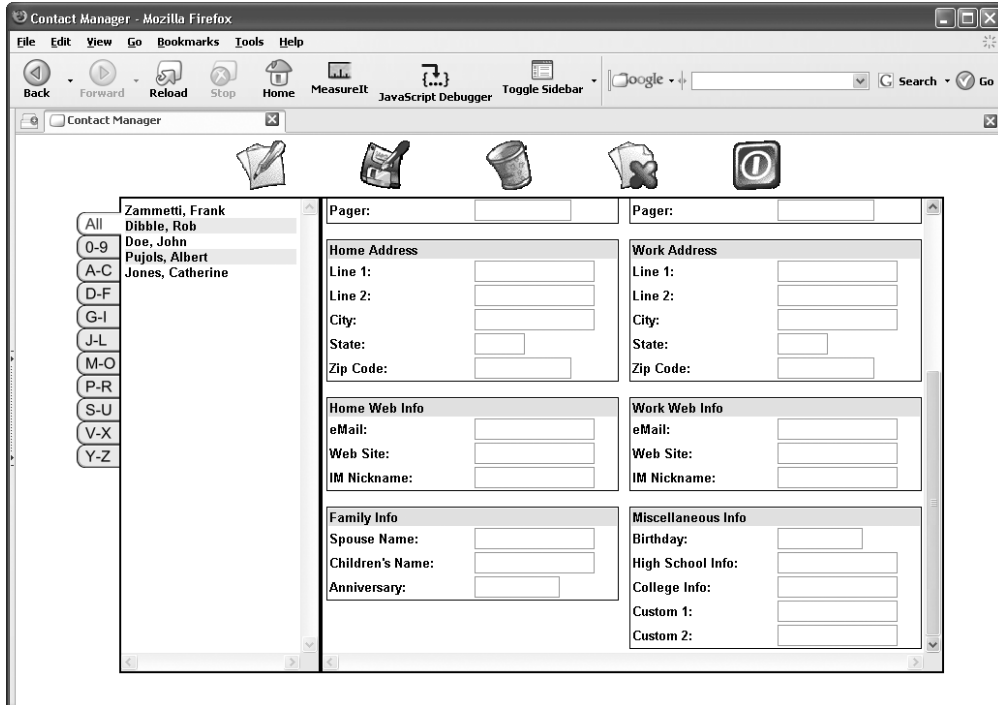 Contact Manager - Mozilla Firefox
File Edit View Go Bookmarks Tools Help
Back Forward Reload Stop Home MeasureIt JavaScript Debugger Toggle Sidebar Google G Search Go
Contact Manager
All
0-9
A-C
D-F
G-I
J-L
M-O
P-R
S-U
V-X
Y-Z
Zammetti, Frank
Dibble, Rob
Doe, John
Pujols, Albert
Jones, Catherine
Pager:
Home Address
Line 1:
Line 2:
City:
State:
Zip Code:
Home Web Info
eMail:
Web Site:
IM Nickname:
Family Info
Spouse Name:
Children's Name:
Anniversary:
Pager:
Work Address
Line 1:
Line 2:
City:
State:
Zip Code:
Work Web Info
eMail:
Web Site:
IM Nickname:
Miscellaneous Info
Birthday:
High School Info:
College Info:
Custom 1:
Custom 2: